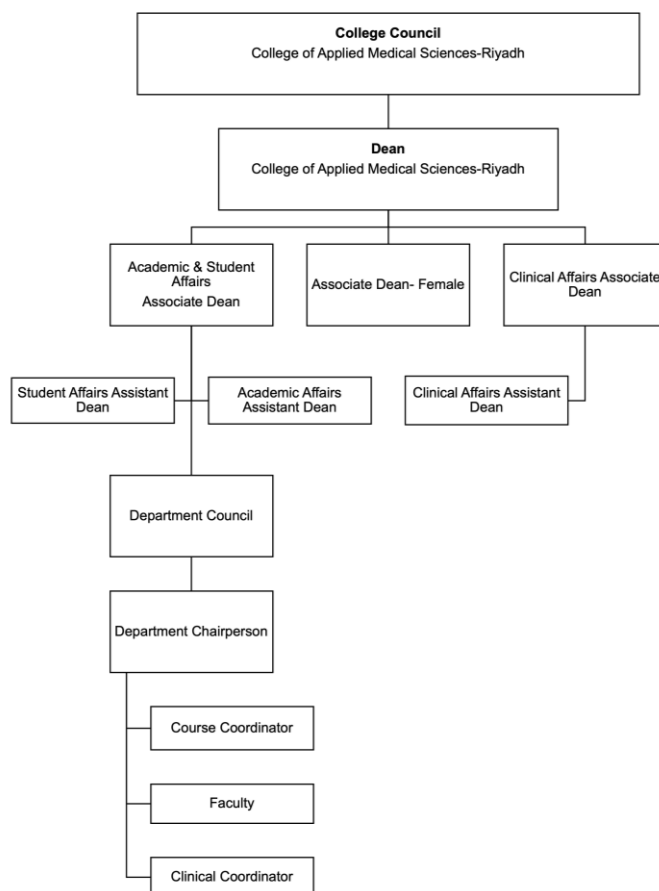 College Council
College of Applied Medical Sciences-Riyadh
Dean
College of Applied Medical Sciences-Riyadh
Academic & Student
Affairs
Associate Dean
Associate Dean- Female
Clinical Affairs Associate
Dean
Student Affairs Assistant
Dean
Academic Affairs
Assistant Dean
Clinical Affairs Assistant
Dean
Department Council
Department Chairperson
Course Coordinator
Faculty
Clinical Coordinator